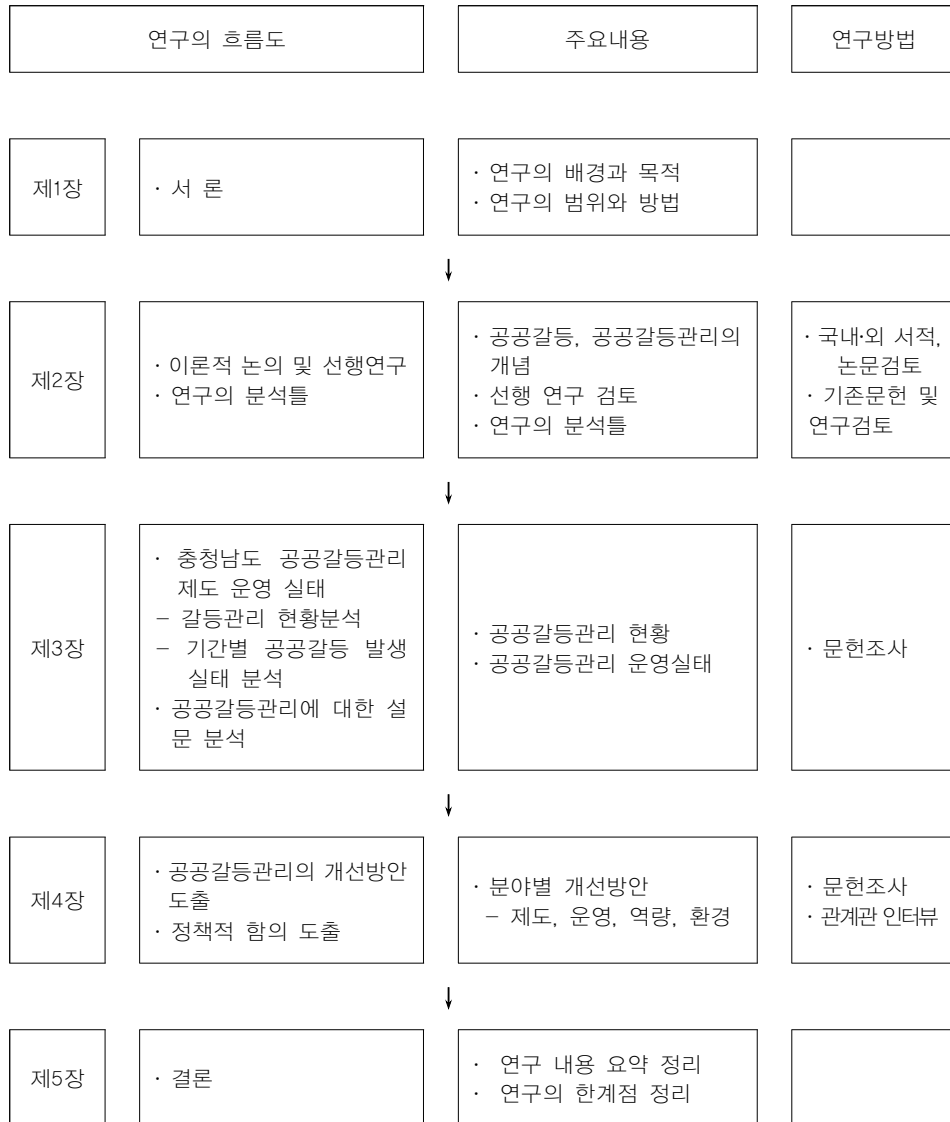 연구의 흐름도
주요내용
연구방법
제1장
· 서 론
· 연구의 배경과 목적
· 연구의 범위와 방법
제2장
· 이론적 논의 및 선행연구
· 연구의 분석틀
· 공공갈등, 공공갈등관리의
개념
· 선행 연구 검토
· 연구의 분석틀
· 국내·외 서적,
논문검토
· 기존문헌 및
연구검토
제3장
· 충청남도 공공갈등관리
제도 운영 실태
- 갈등관리 현황분석
- 기간별 공공갈등 발생
실태 분석
· 공공갈등관리에 대한 설
문 분석
· 공공갈등관리 현황
· 공공갈등관리 운영실태
· 문헌조사
제4장
· 공공갈등관리의 개선방안
도출
· 정책적 함의 도출
· 분야별 개선방안
- 제도, 운영, 역량, 환경
· 문헌조사
· 관계관 인터뷰
제5장
· 결론
· 연구 내용 요약 정리
· 연구의 한계점 정리